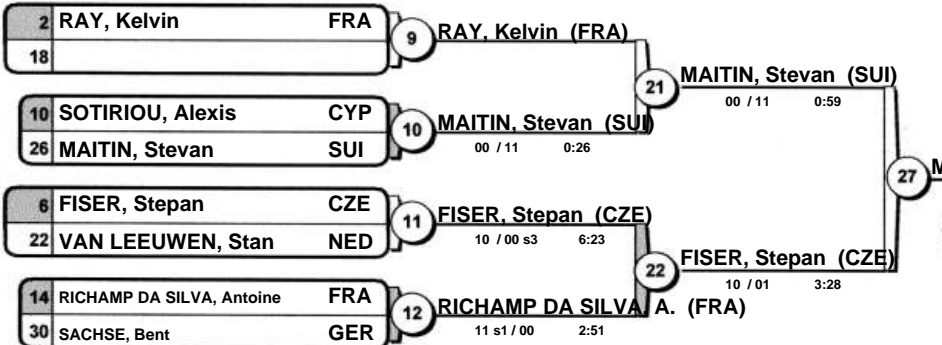 2 RAY, Kelvin FRA
18
9 RAY, Kelvin (FRA)
21 MAITIN, Stevan (SUI)
00 / 11 0:59
10 SOTIRIOU, Alexis CYP
26 MAITIN, Stevan SUI
10 MAITIN, Stevan (SUI)
00 / 11 0:26
27 M
6 FISER, Stepan CZE
22 VAN LEEUWEN, Stan NED
11 FISER, Stepan (CZE)
10 / 00 s3 6:23
22 FISER, Stepan (CZE)
10 / 01 3:28
14 RICHAMP DA SILVA, Antoine FRA
30 SACHSE, Bent GER
12 RICHAMP DA SILVA, A. (FRA)
11 s1 / 00 2:51